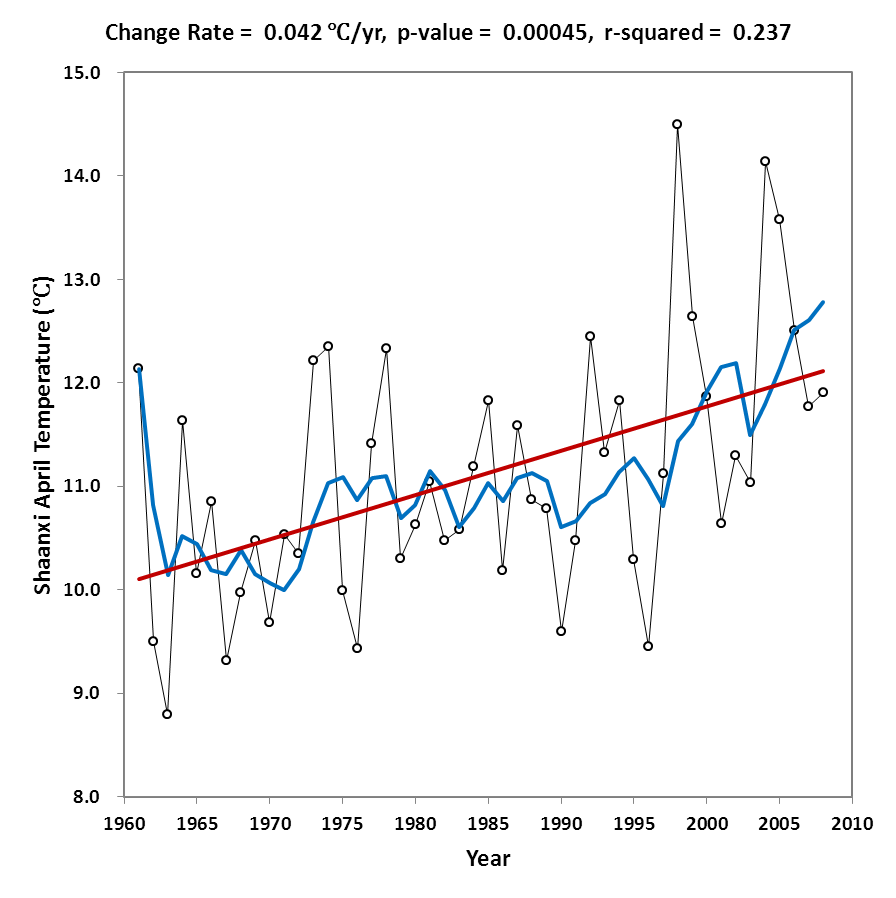 Change Rate = 0.042 ℃/yr, p-value = 0.00045, r-squared = 0.237
15.0
14.0
13.0
12.0
11.0
10.0
9.0
8.0
Shaanxi April Temperature (℃)
1960 1965 1970 1975 1980 1985 1990 1995 2000 2005 2010
Year